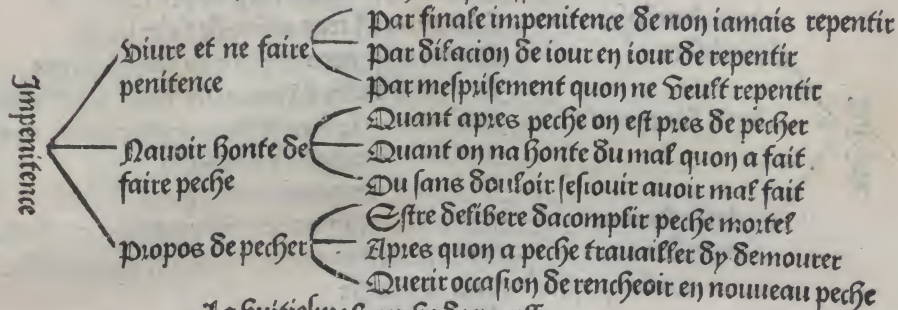 Impenitence
Viure et ne faire
penitence
Par finale impenitence de non iamais repentir
Par dilacion de iour en iour de repentir
Par mesprisement quon ne veult repentir
Nauoir honte de
faire peche
Quant apres peche on est pres de pecher
Quant on na honte du mal quon a fait
Ou sans douloir sesiouir auoir mal fait
Propos de pecher
Estre delibere dacomplir peche mortel
Apres quon a peche trauailler dy demourer
Querir occasion de rencheoir en nouueau peche